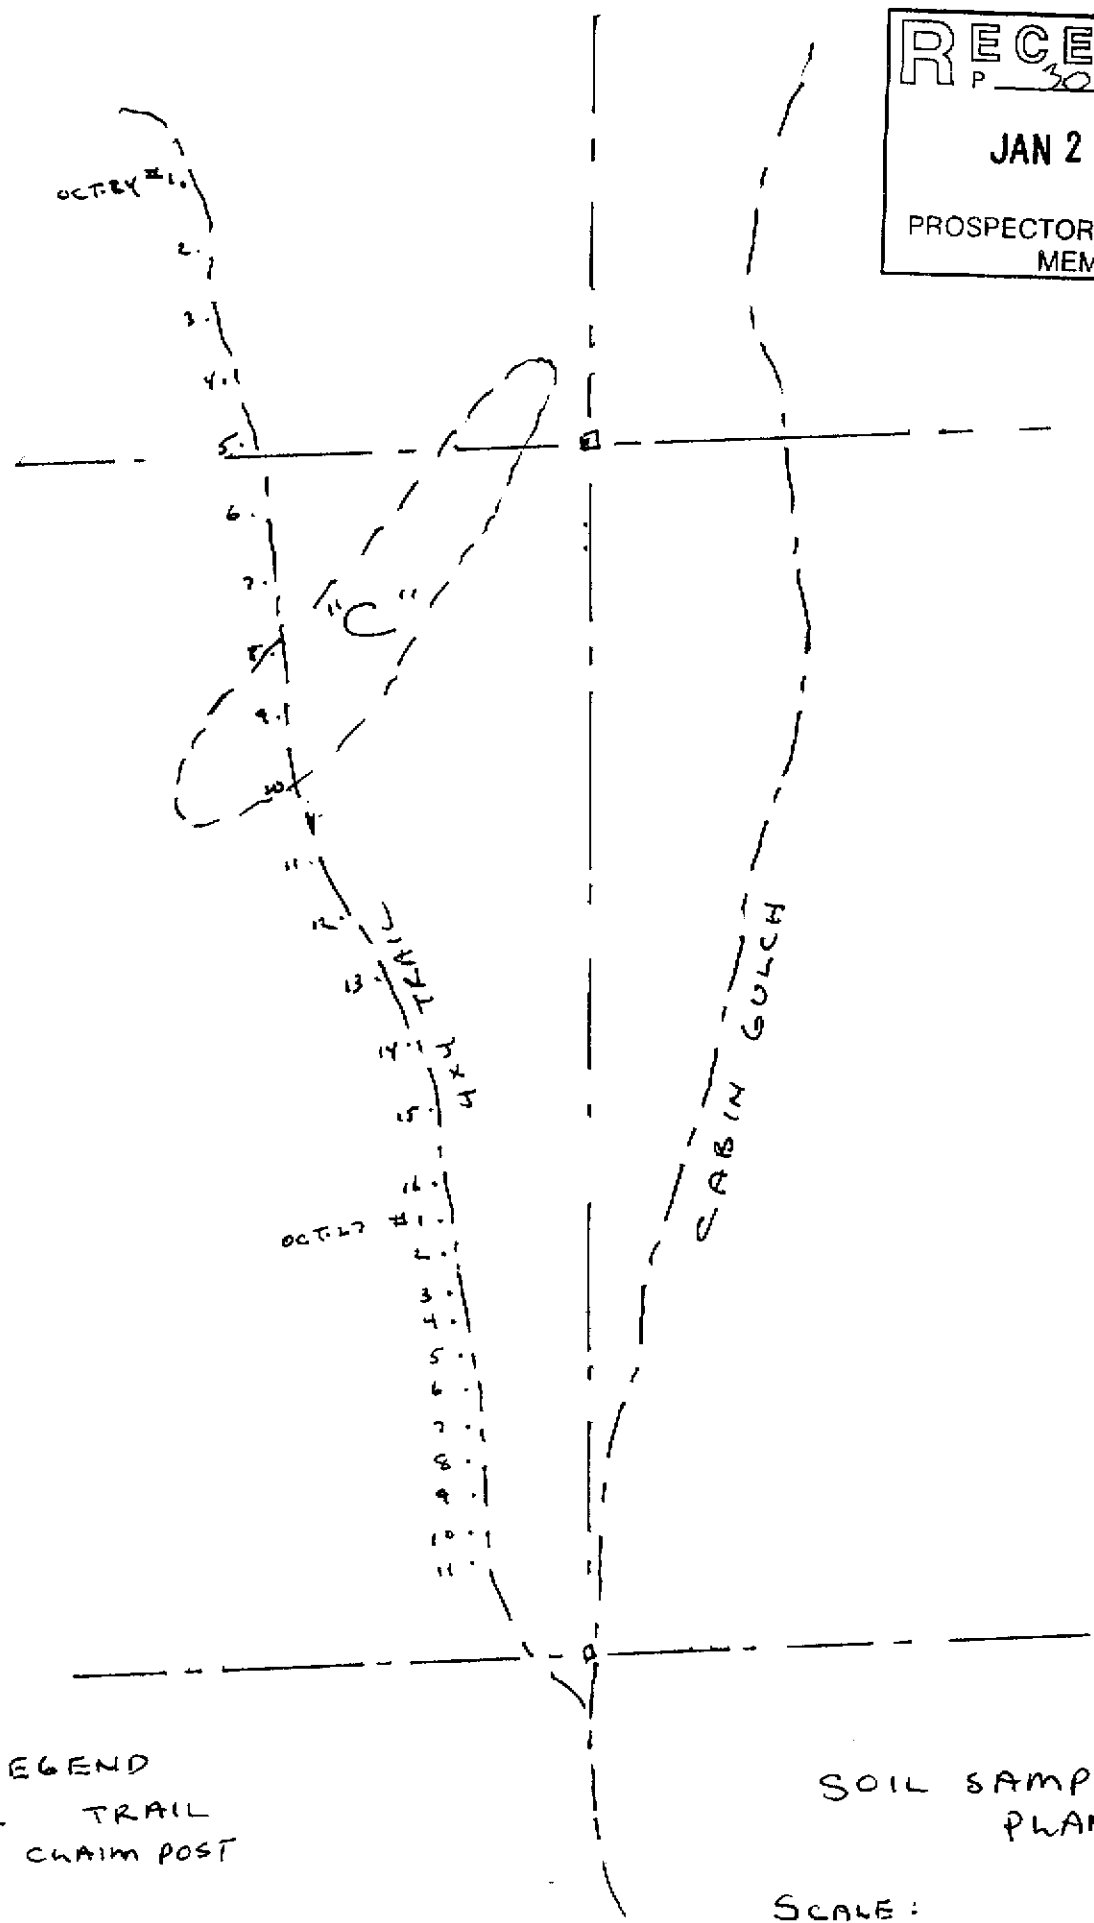 RECE
P 30
JAN 2
PROSPECTOR
MEM
OCT.24 #1.
2.
3.
4.
5.
6.
7.
8.
9.
10.
11.
12.
13
14
15
16
4x4 TRAIL
CABIN GULCH
"C"
OCT.27 #1
2
3
4
5
6
7
8
9
10
11
EGEND
TRAIL
CLAIM POST
SOIL SAMP
PLAN
SCALE: